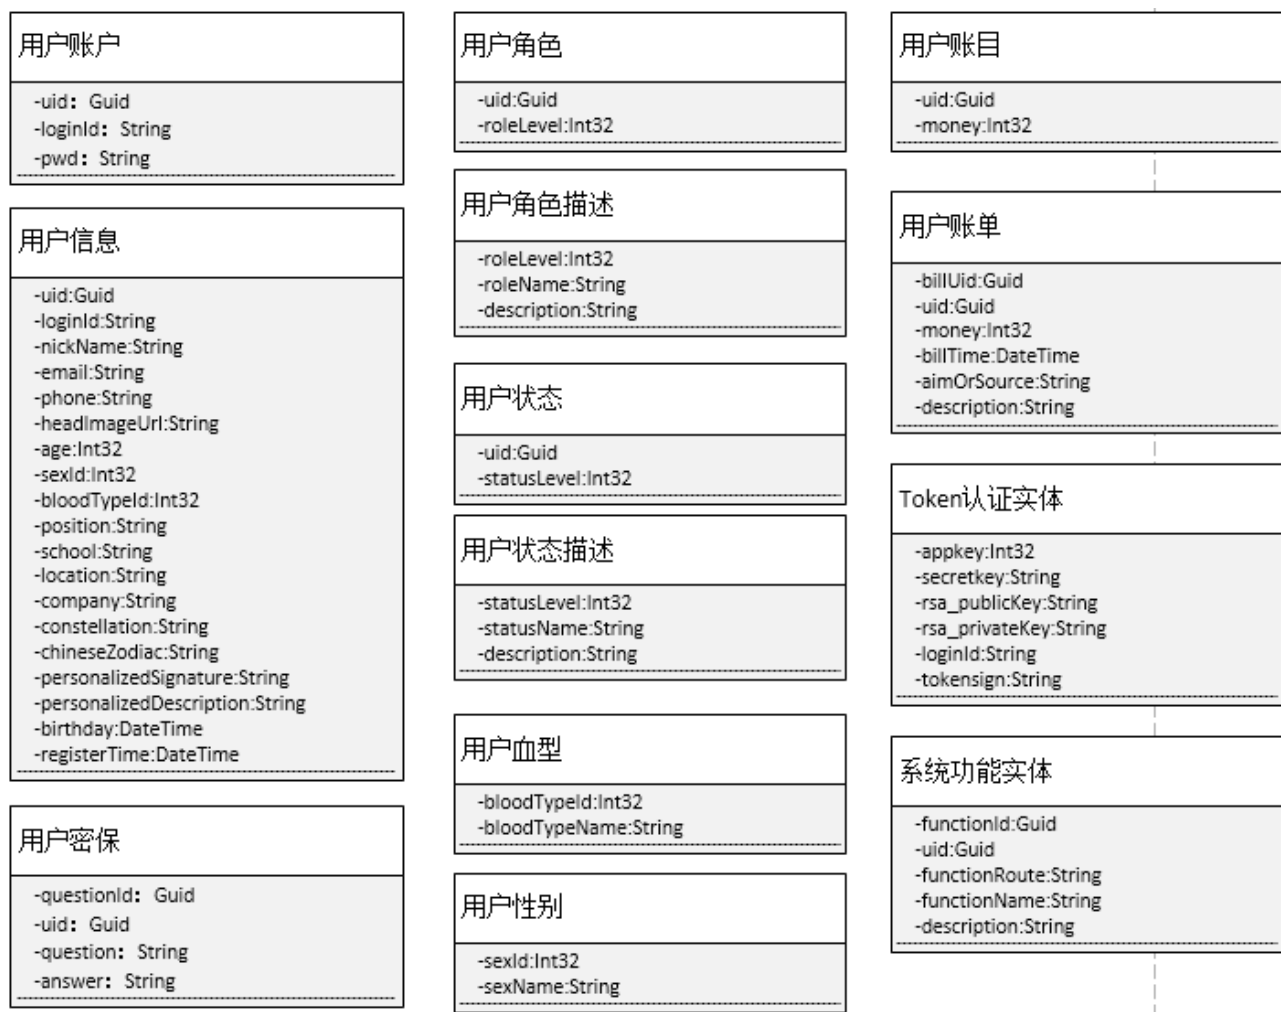 用户账户
-uid：Guid
-loginId：String
-pwd：String
用户信息
-uid:Guid
-loginId:String
-nickName:String
-email:String
-phone:String
-headImageUrl:String
-age:Int32
-sexId:Int32
-bloodTypeId:Int32
-position:String
-school:String
-location:String
-company:String
-constellation:String
-chineseZodiac:String
-personalizedSignature:String
-personalizedDescription:String
-birthday:DateTime
-registerTime:DateTime
用户密保
-questionId：Guid
-uid：Guid
-question：String
-answer：String
用户角色
-uid:Guid
-roleLevel:Int32
用户角色描述
-roleLevel:Int32
-roleName:String
-description:String
用户状态
-uid:Guid
-statusLevel:Int32
用户状态描述
-statusLevel:Int32
-statusName:String
-description:String
用户血型
-bloodTypeId:Int32
-bloodTypeName:String
用户性别
-sexId:Int32
-sexName:String
用户账目
-uid:Guid
-money:Int32
用户账单
-billUid:Guid
-uid:Guid
-money:Int32
-billTime:DateTime
-aimOrSource:String
-description:String
Token认证实体
-appkey:Int32
-secretkey:String
-rsa_publicKey:String
-rsa_privateKey:String
-loginId:String
-tokensign:String
系统功能实体
-functionId:Guid
-uid:Guid
-functionRoute:String
-functionName:String
-description:String